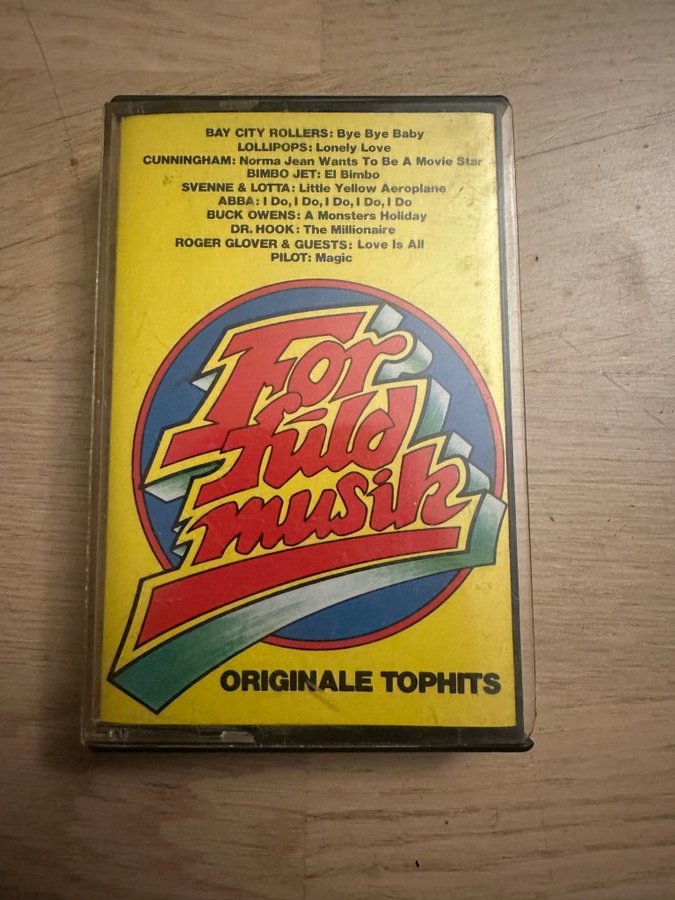 BAY CITY ROLLERS: Bye Bye Baby
LOLLIPOPS: Lonely Love
CUNNINGHAM: Norma Jean Wants To Be A Movie Star
BIMBO JET: El Bimbo
SVENNE & LOTTA: Little Yellow Aeroplane
ABBA: I Do, I Do, I Do, I Do, I Do
BUCK OWENS: A Monsters Holiday
DR. HOOK: The Millionaire
ROGER GLOVER & GUESTS: Love Is All
PILOT: Magic
For
fuld
musik
ORIGINALE TOPHITS